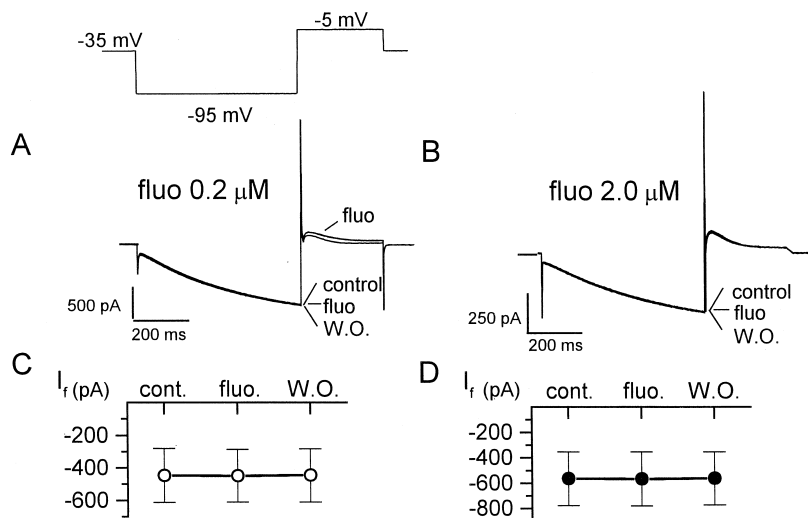 -5 mV
-35 mV
-95 mV
A
fluo 0.2 μM
fluo
control
fluo
W.O.
500 pA
200 ms
B
fluo 2.0 μM
control
fluo
W.O.
250 pA
200 ms
C
If (pA)
cont.
fluo.
W.O.
-200
-400
-600
D
If (pA)
cont.
fluo.
W.O.
-200
-400
-600
-800